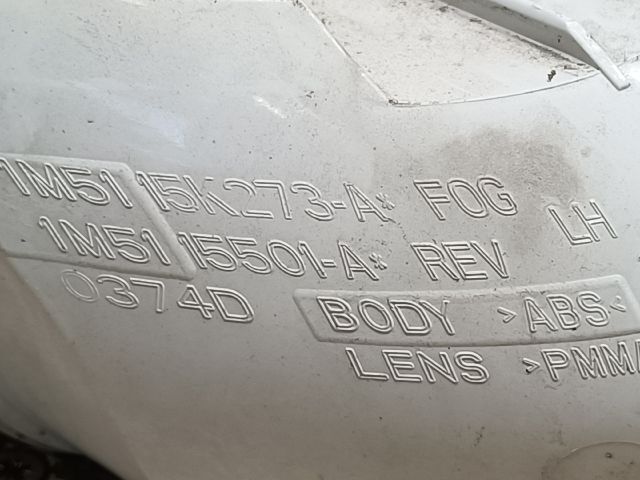 1M51 15K273-A* FOG
1M51 15501-A* REV
LH
0374D
BODY >ABS<
LENS >PMMA